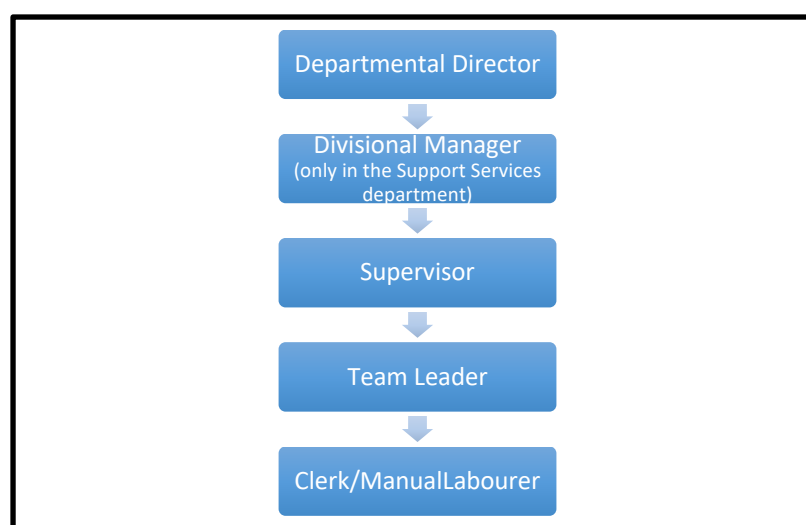 Departmental Director
Divisional Manager
(only in the Support Services
department)
Supervisor
Team Leader
Clerk/ManualLabourer